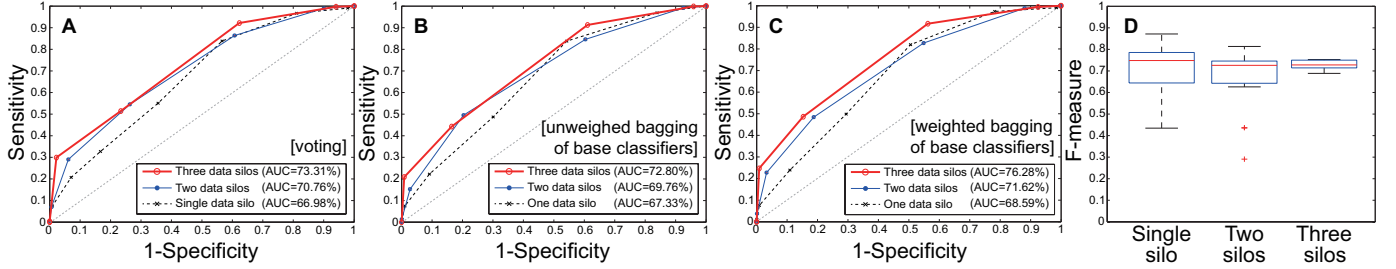 A
Sensitivity
1
0.9
0.8
0.7
0.6
0.5
0.4
0.3
0.2
0.1
0
[voting]
Three data silos (AUC=73.31%)
Two data silos (AUC=70.76%)
Single data silo (AUC=66.98%)
0 0.1 0.2 0.3 0.4 0.5 0.6 0.7 0.8 0.9 1
1-Specificity
B
Sensitivity
1
0.9
0.8
0.7
0.6
0.5
0.4
0.3
0.2
0.1
0
[unweighed bagging
of base classifiers]
Three data silos (AUC=72.80%)
Two data silos (AUC=69.76%)
One data silo (AUC=67.33%)
0 0.1 0.2 0.3 0.4 0.5 0.6 0.7 0.8 0.9 1
1-Specificity
C
Sensitivity
1
0.9
0.8
0.7
0.6
0.5
0.4
0.3
0.2
0.1
0
[weighted bagging
of base classifiers]
Three data silos (AUC=76.28%)
Two data silos (AUC=71.62%)
One data silo (AUC=68.59%)
0 0.1 0.2 0.3 0.4 0.5 0.6 0.7 0.8 0.9 1
1-Specificity
D
F-measure
1
0.9
0.8
0.7
0.6
0.5
0.4
0.3
0.2
0.1
0
Single
silo
Two
silos
Three
silos